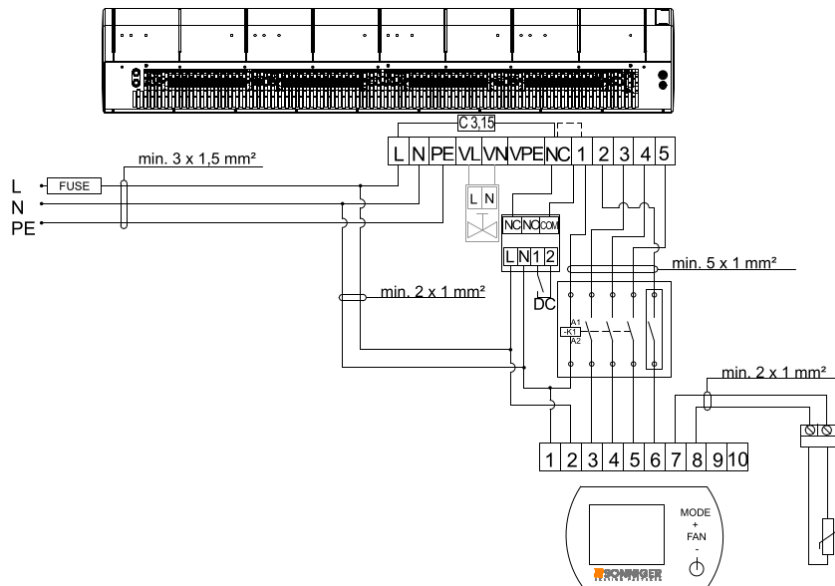 C 3,15
L N PE VL VN VPE NC 1 2 3 4 5
min. 3 x 1,5 mm²
L
FUSE
N
PE
L N
NC NC COM
L N 1 2
DC
min. 5 x 1 mm²
min. 2 x 1 mm²
A1
-K1
A2
min. 2 x 1 mm²
1 2 3 4 5 6 7 8 9 10
MODE
+
FAN
-
SONNIGER